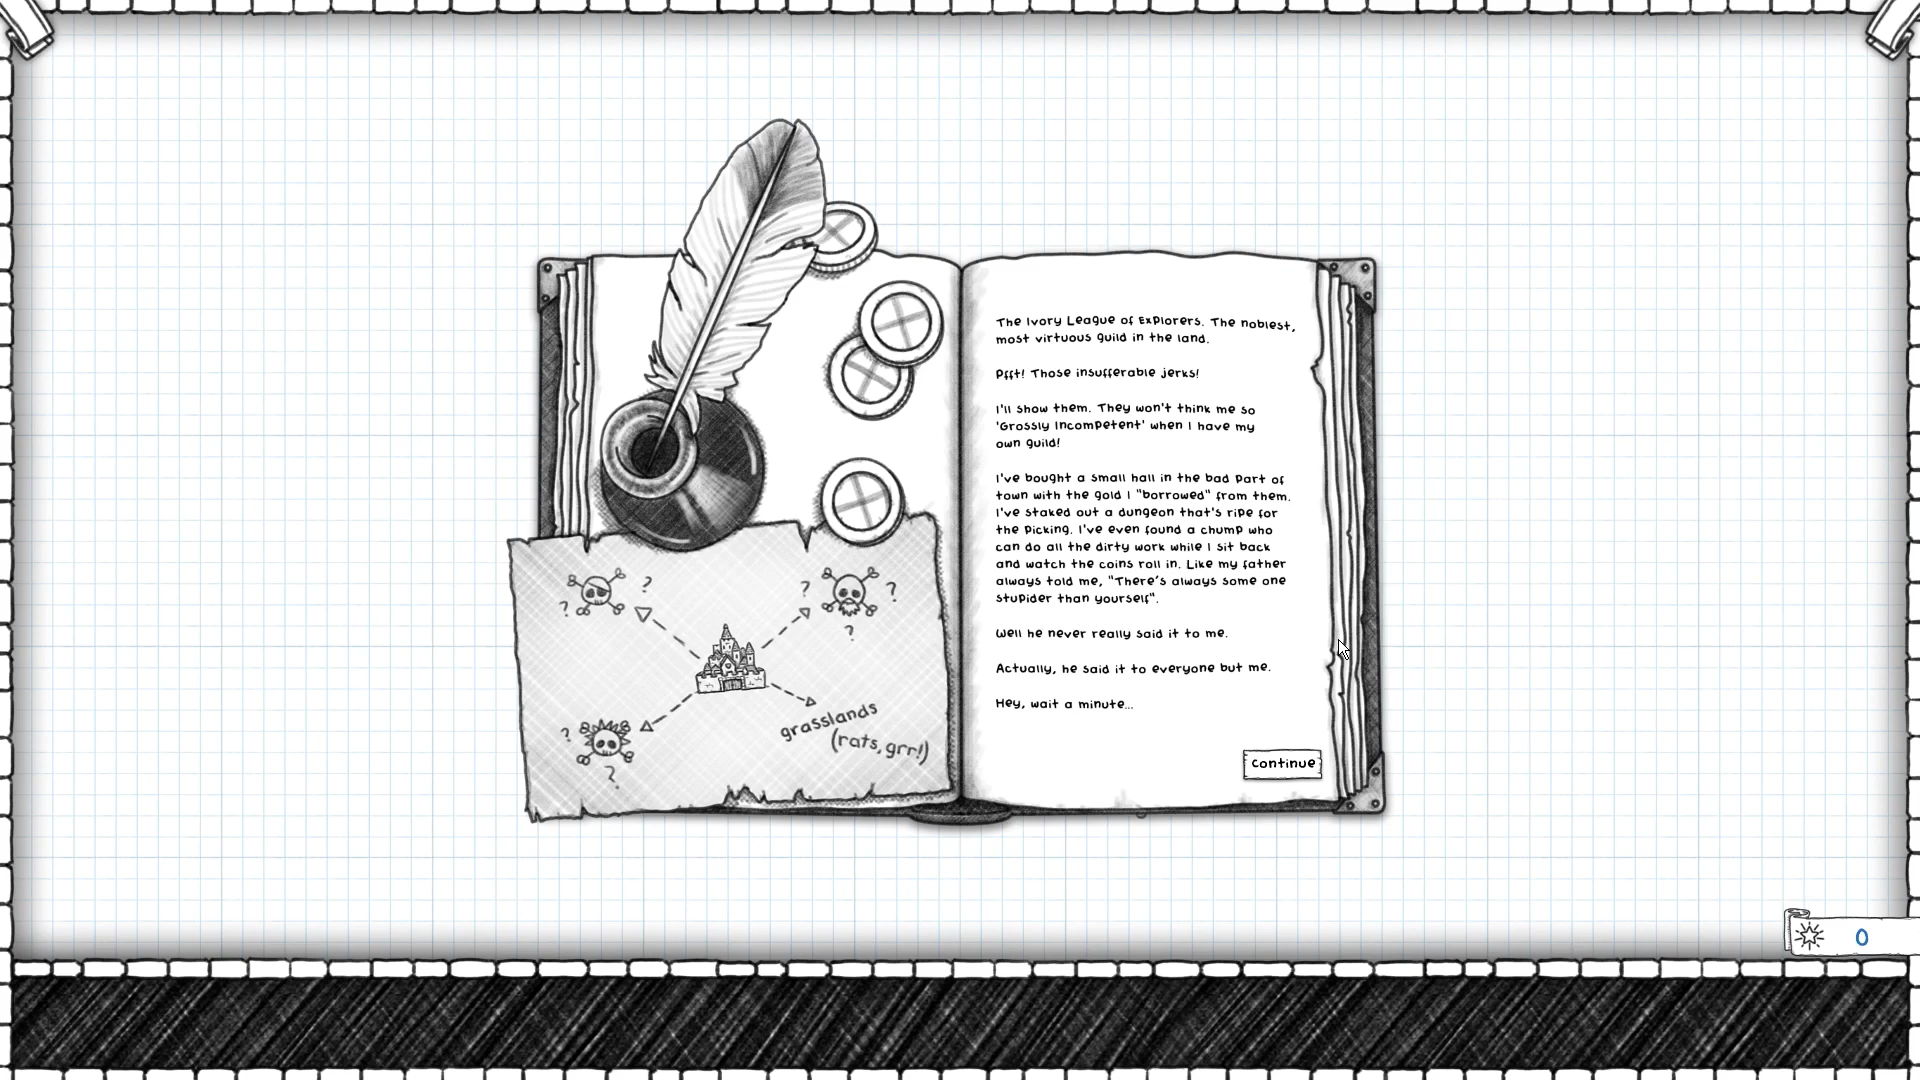 The Ivory League of Explorers. The noblest,
most virtuous guild in the land.
Pfft! Those insufferable jerks!
I'll show them. They won't think me so
'Grossly Incompetent' when I have my
own guild!
I've bought a small hall in the bad part of
town with the gold I "borrowed" from them.
I've staked out a dungeon that's ripe for
the picking. I've even found a chump who
can do all the dirty work while I sit back
and watch the coins roll in. Like my father
always told me, "There's always some one
stupider than yourself".
Well he never really said it to me.
Actually, he said it to everyone but me.
Hey, wait a minute...
Continue
? ?
? ? ?
grasslands
(rats, grr!)
? ?
0